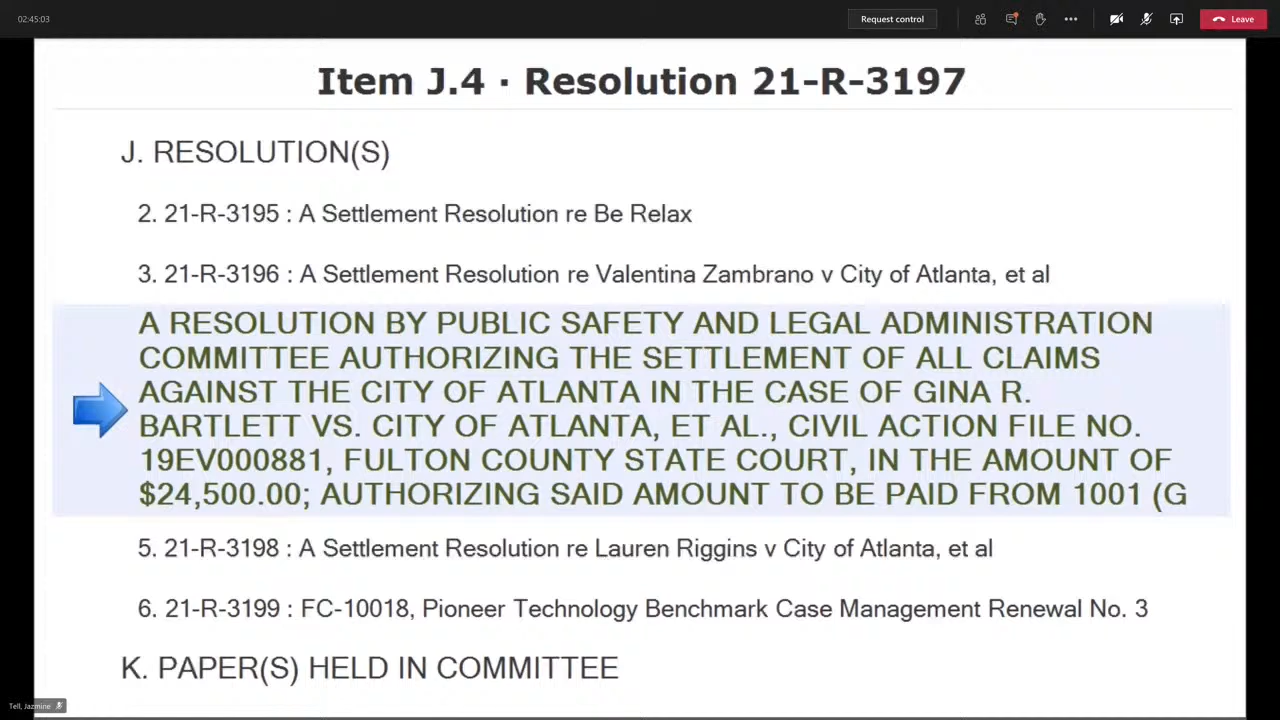 02:45:03
Request control
Leave
Item J.4 · Resolution 21-R-3197
J. RESOLUTION(S)
2. 21-R-3195 : A Settlement Resolution re Be Relax
3. 21-R-3196 : A Settlement Resolution re Valentina Zambrano v City of Atlanta, et al
A RESOLUTION BY PUBLIC SAFETY AND LEGAL ADMINISTRATION
COMMITTEE AUTHORIZING THE SETTLEMENT OF ALL CLAIMS
AGAINST THE CITY OF ATLANTA IN THE CASE OF GINA R.
BARTLETT VS. CITY OF ATLANTA, ET AL., CIVIL ACTION FILE NO.
19EV000881, FULTON COUNTY STATE COURT, IN THE AMOUNT OF
$24,500.00; AUTHORIZING SAID AMOUNT TO BE PAID FROM 1001 (G
5. 21-R-3198 : A Settlement Resolution re Lauren Riggins v City of Atlanta, et al
6. 21-R-3199 : FC-10018, Pioneer Technology Benchmark Case Management Renewal No. 3
K. PAPER(S) HELD IN COMMITTEE
Tell, Jazmine